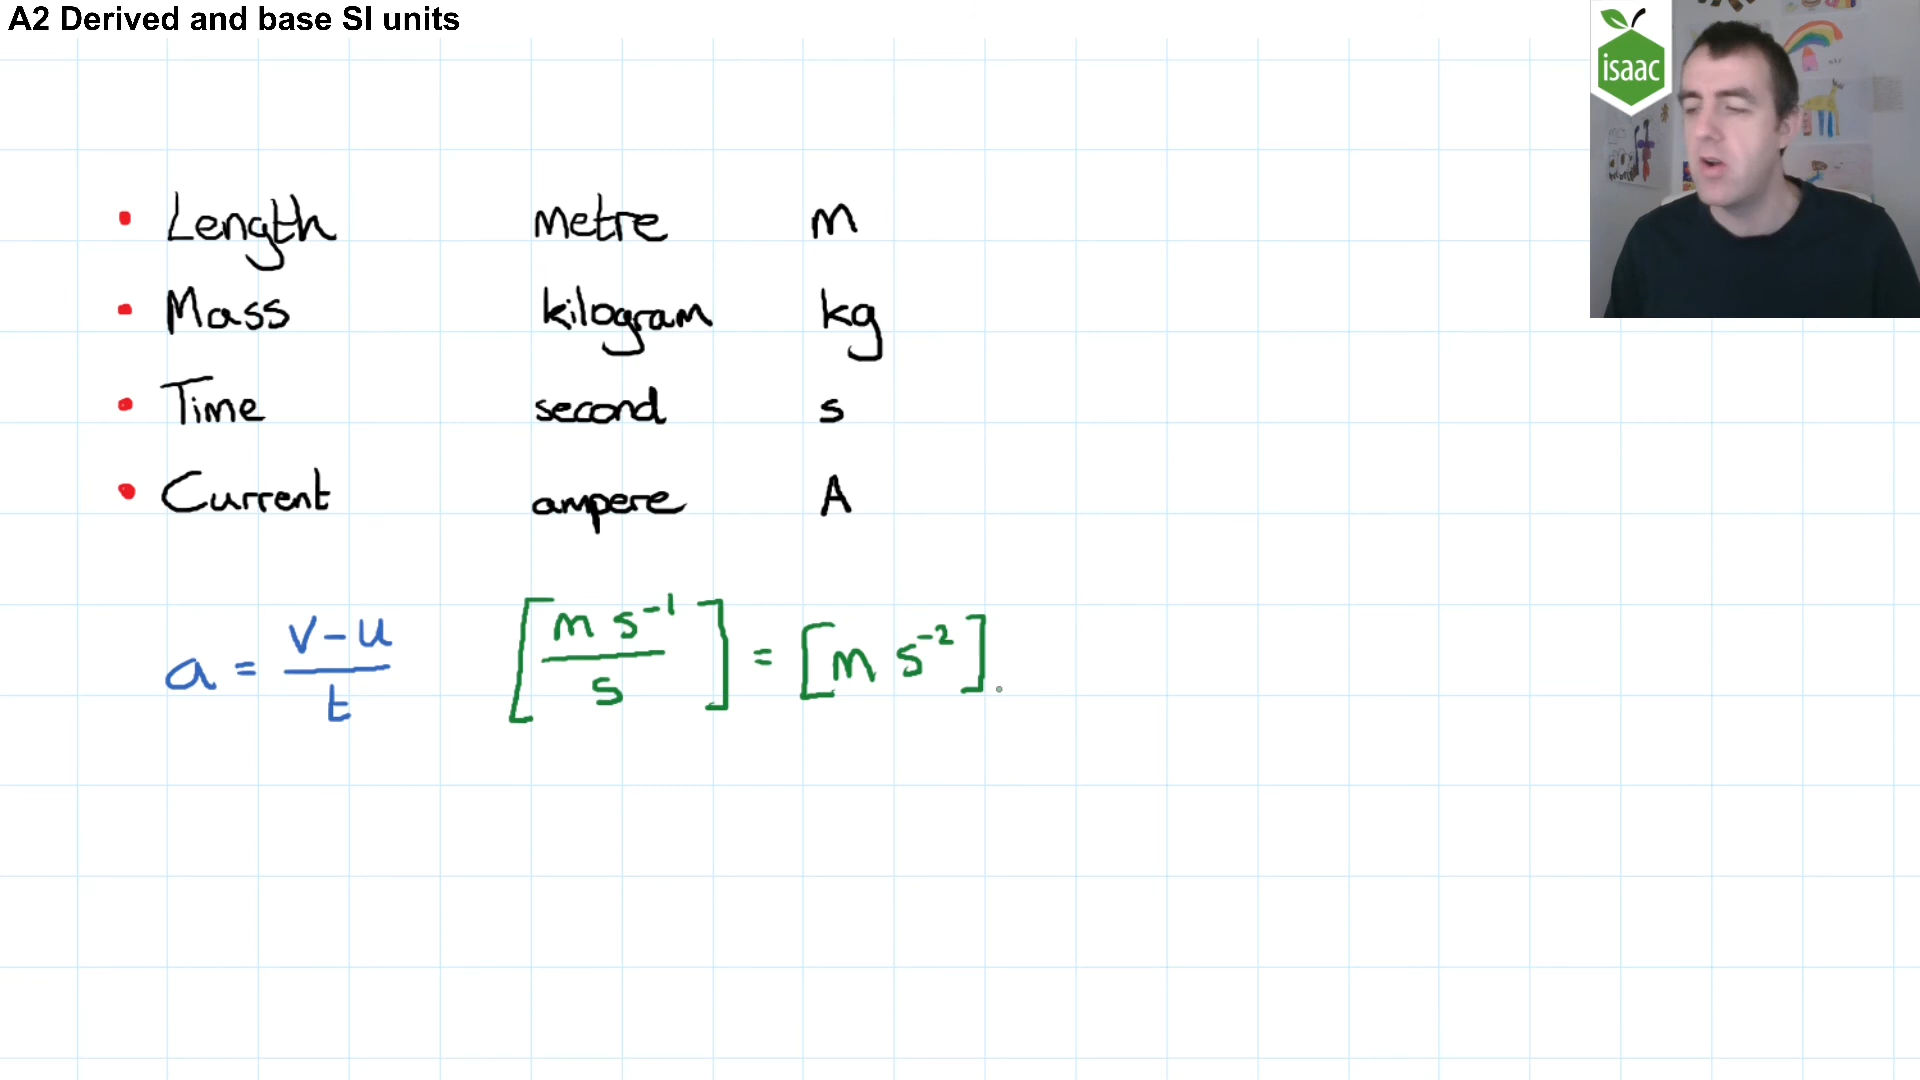 A2 Derived and base SI units
isaac
• Length metre m
• Mass kilogram kg
• Time second s
• Current ampere A
a = (v - u) / t [m s⁻¹ / s] = [m s⁻²]